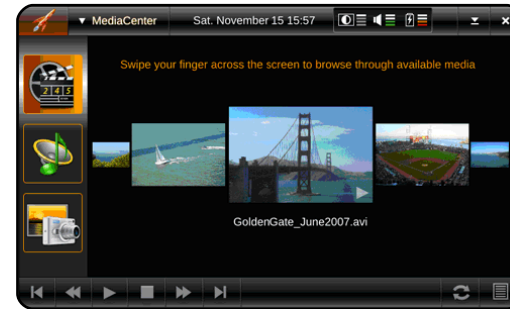 MediaCenter
Sat. November 15 15:57
Swipe your finger across the screen to browse through available media
2 4 5
GoldenGate_June2007.avi